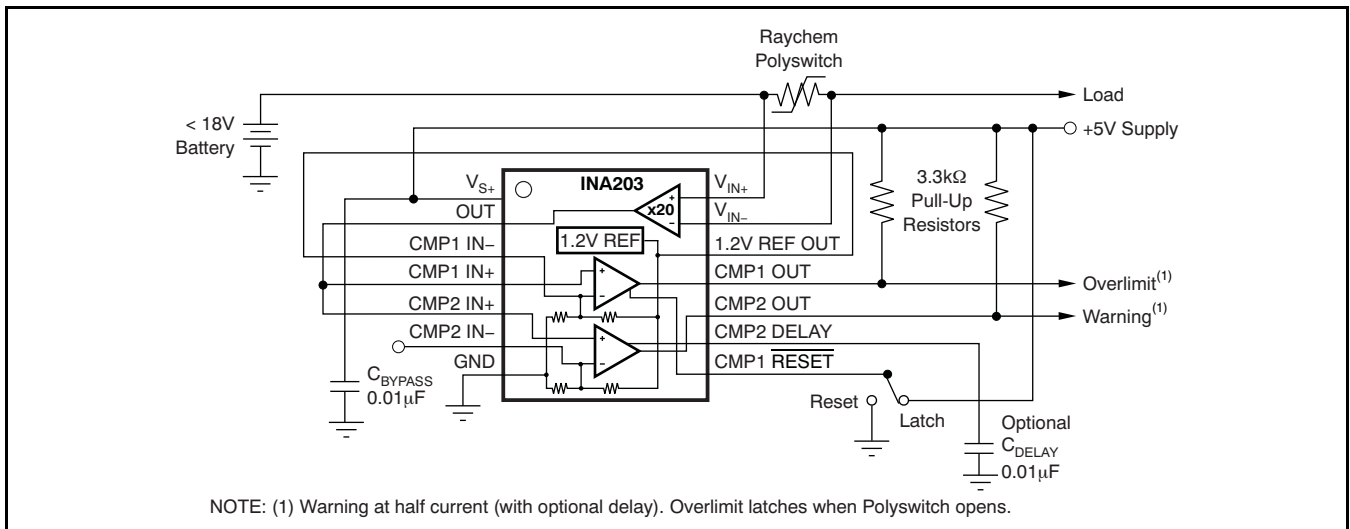 Raychem
Polyswitch
Load
< 18V
Battery
+5V Supply
V_S+
INA203
V_IN+
OUT
x20
V_IN−
3.3kΩ
Pull-Up
Resistors
CMP1 IN−
1.2V REF
1.2V REF OUT
CMP1 IN+
CMP1 OUT
Overlimit(1)
CMP2 IN+
CMP2 OUT
Warning(1)
CMP2 IN−
CMP2 DELAY
GND
CMP1 RESET
C_BYPASS
0.01μF
Reset
Latch
Optional
C_DELAY
0.01μF
NOTE: (1) Warning at half current (with optional delay). Overlimit latches when Polyswitch opens.